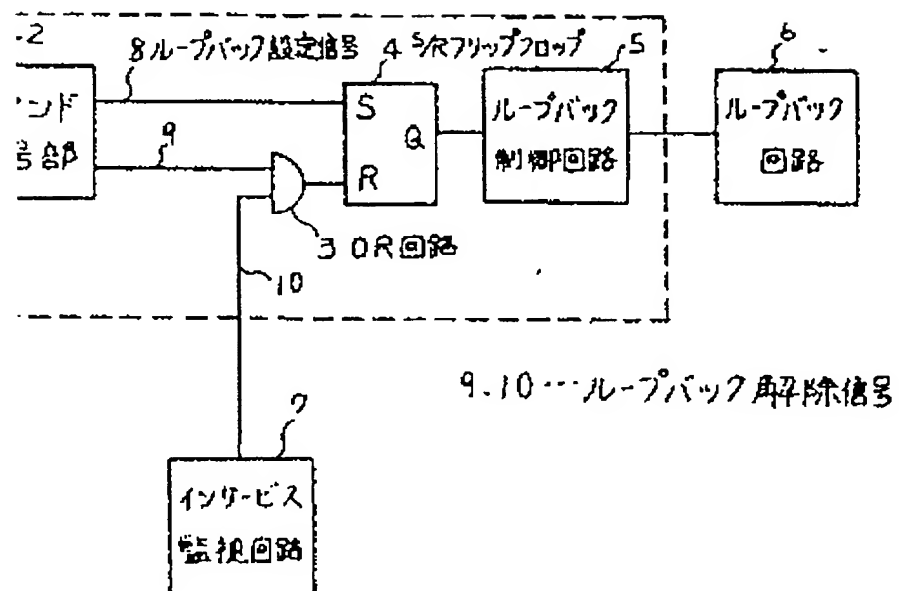 2
8 ループバック設定信号
4 S/Rフリップフロップ
5
6
ンド
号部
9
S
Q
R
ループバック
制御回路
ループバック
回路
3 OR回路
10
9.10…ループバック解除信号
7
インサービス
監視回路